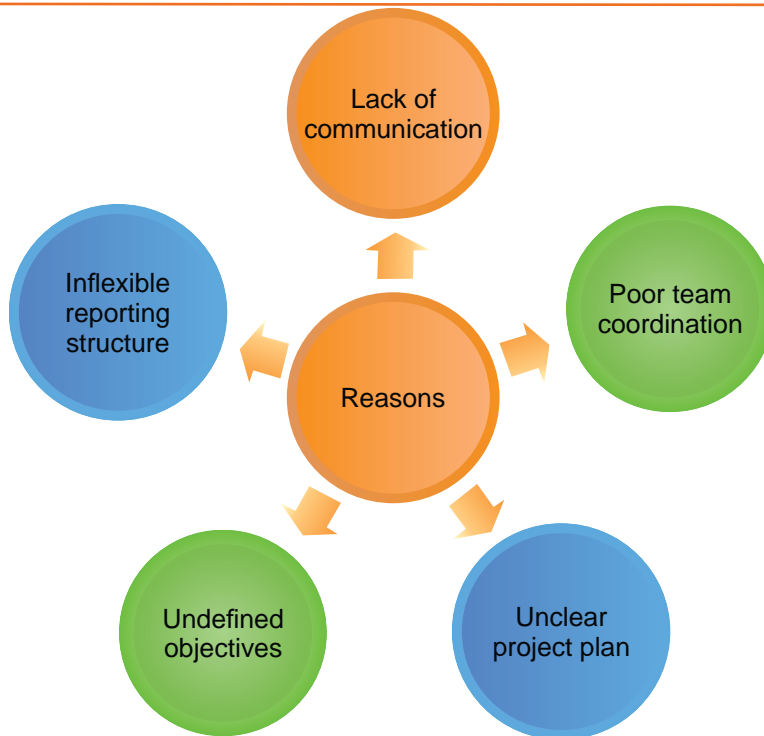 Lack of
communication
Inflexible
reporting
structure
Poor team
coordination
Reasons
Undefined
objectives
Unclear
project plan